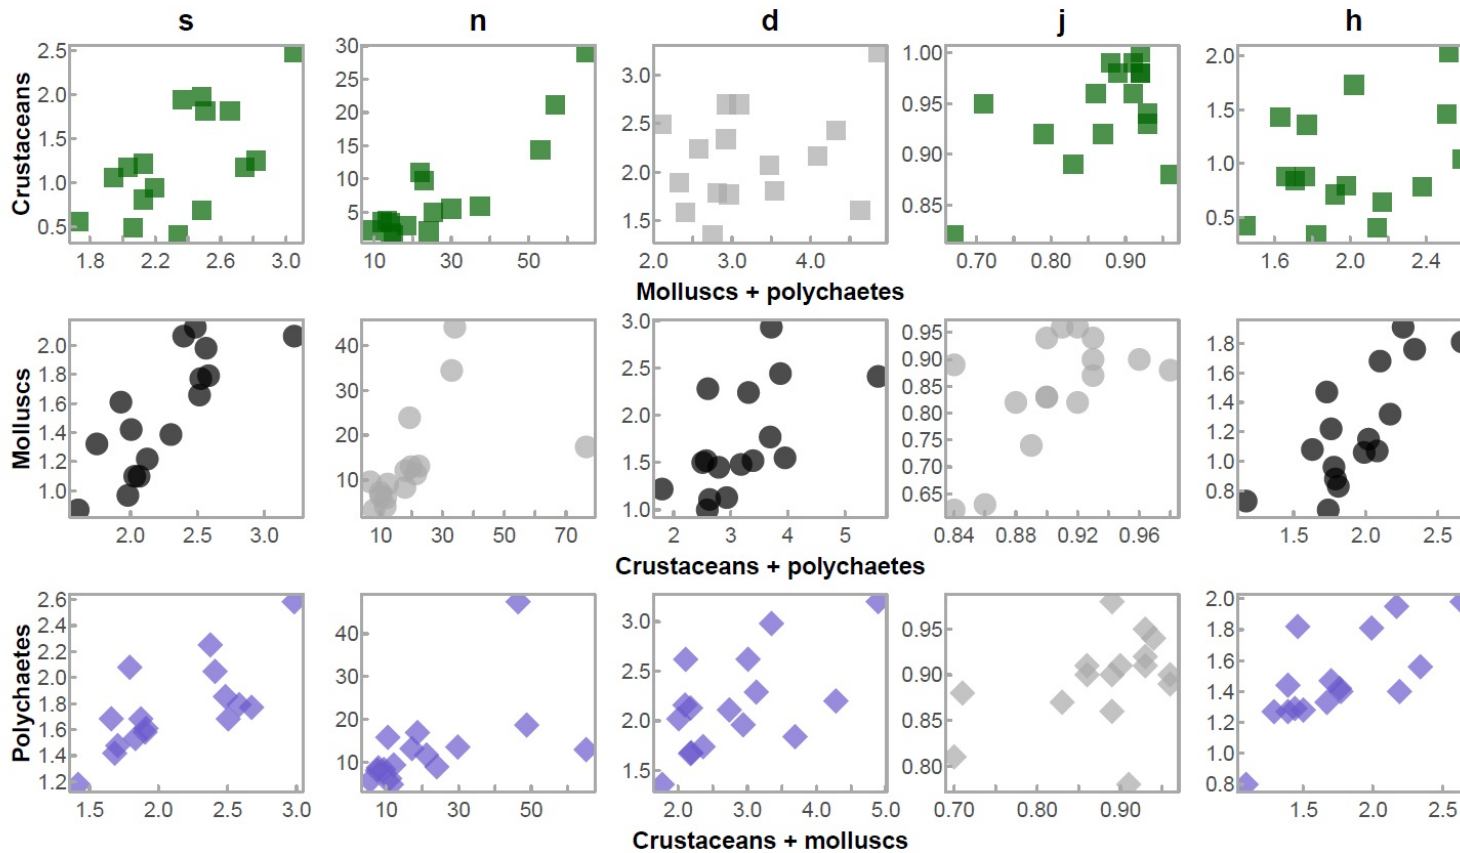 s n d j h
Crustaceans
2.5 2.0 1.5 1.0 0.5
1.8 2.2 2.6 3.0
30 20 10 5
10 30 50
3.0 2.5 2.0 1.5
2.0 3.0 4.0
1.00 0.95 0.90 0.85
0.70 0.80 0.90
2.0 1.5 1.0 0.5
1.6 2.0 2.4
Molluscs + polychaetes
Molluscs
2.0 1.8 1.6 1.4 1.2 1.0
2.0 2.5 3.0
40 30 20 10
10 30 50 70
3.0 2.5 2.0 1.5 1.0
2 3 4 5
0.95 0.90 0.85 0.80 0.75 0.70 0.65
0.84 0.88 0.92 0.96
1.8 1.6 1.4 1.2 1.0 0.8
1.5 2.0 2.5
Crustaceans + polychaetes
Polychaetes
2.6 2.4 2.2 2.0 1.8 1.6 1.4 1.2
1.5 2.0 2.5 3.0
40 30 20 10
10 30 50
3.0 2.5 2.0 1.5
2.0 3.0 4.0 5.0
0.95 0.90 0.85 0.80
0.70 0.80 0.90
2.0 1.8 1.6 1.4 1.2 1.0 0.8
1.5 2.0 2.5
Crustaceans + molluscs